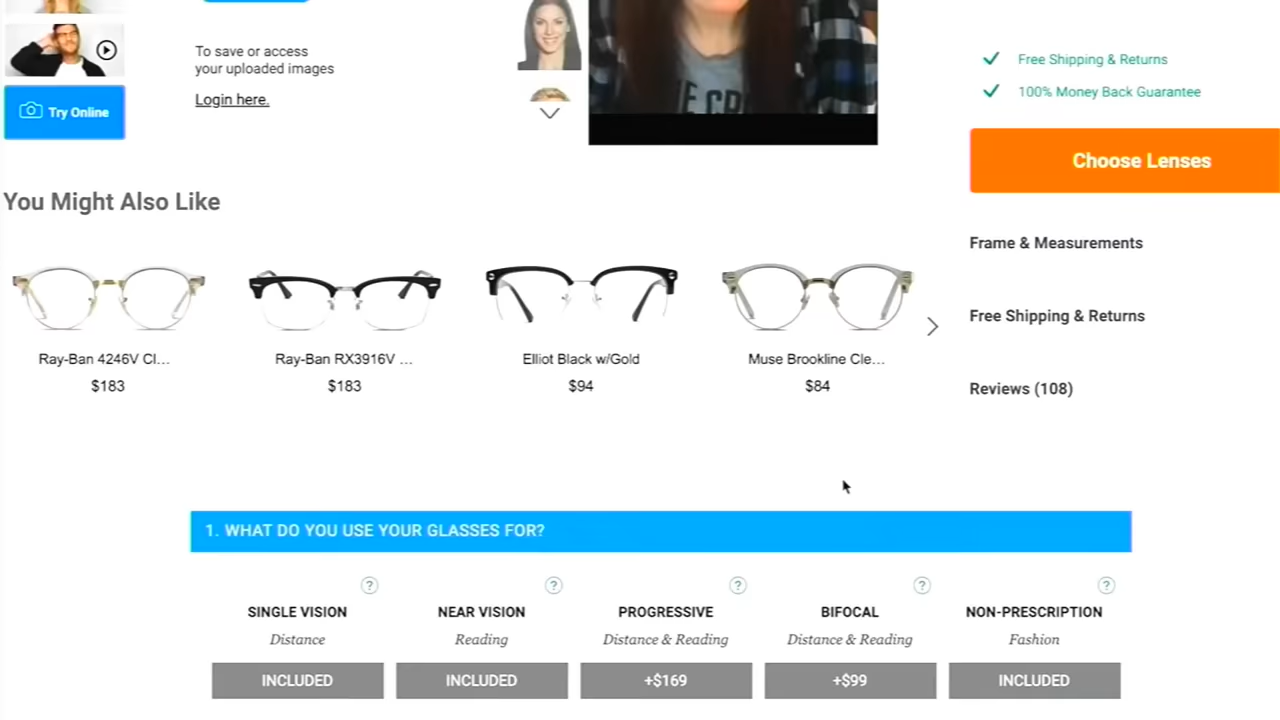 Try Online
To save or access
your uploaded images
Login here.
Free Shipping & Returns
100% Money Back Guarantee
Choose Lenses
You Might Also Like
Ray-Ban 4246V Cl...
$183
Ray-Ban RX3916V ...
$183
Elliot Black w/Gold
$94
Muse Brookline Cle...
$84
Frame & Measurements
Free Shipping & Returns
Reviews (108)
1. WHAT DO YOU USE YOUR GLASSES FOR?
?
SINGLE VISION
Distance
INCLUDED
?
NEAR VISION
Reading
INCLUDED
?
PROGRESSIVE
Distance & Reading
+$169
?
BIFOCAL
Distance & Reading
+$99
?
NON-PRESCRIPTION
Fashion
INCLUDED